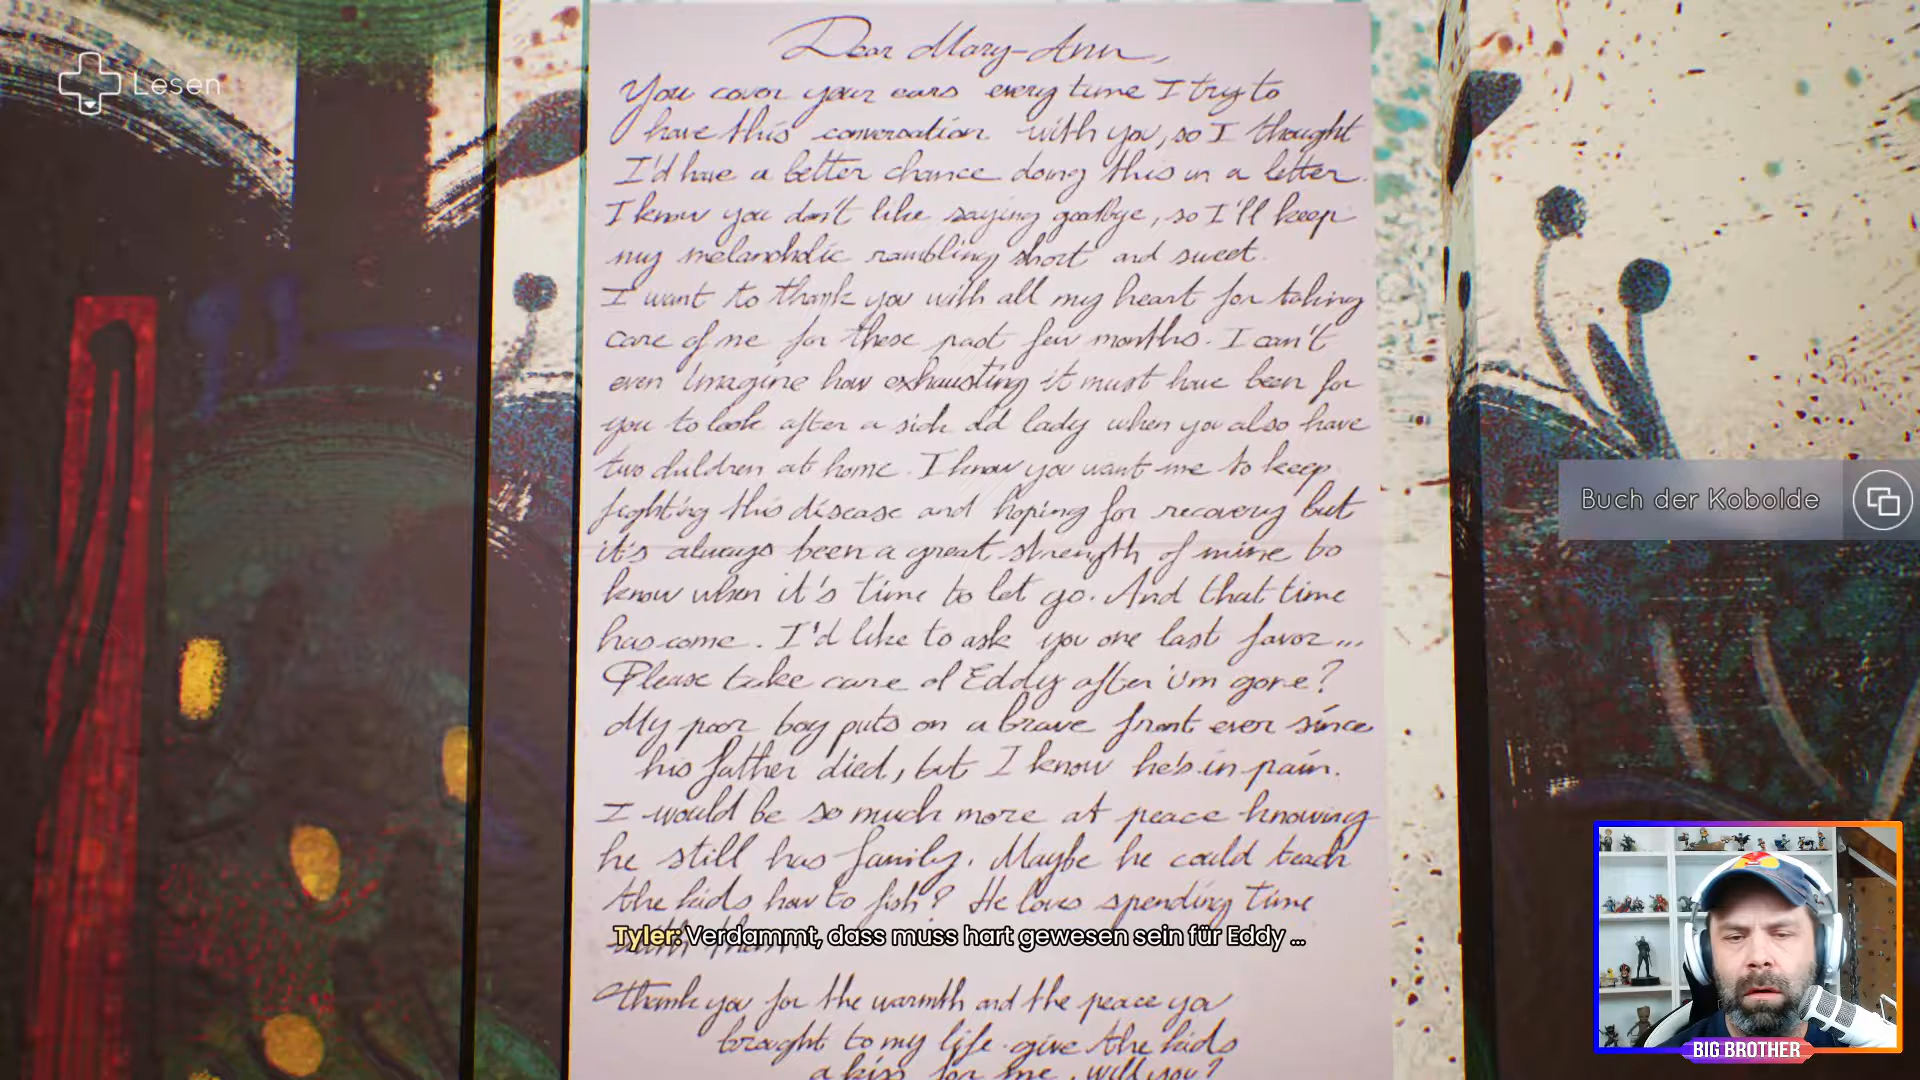 Lesen
Dear Mary-Ann,
You cover your ears every time I try to
have this conversation with you, so I thought
I'd have a better chance doing this in a letter.
I know you don't like saying goodbye, so I'll keep
my melancholic rambling short and sweet.
I want to thank you with all my heart for taking
care of me for these past few months. I can't
even imagine how exhausting it must have been for
you to look after a sick old lady when you also have
two children at home. I know you want me to keep
fighting this disease and hoping for recovery but
it's always been a great strength of mine to
know when it's time to let go. And that time
has come. I'd like to ask you one last favor...
Please take care of Eddy after i'm gone?
My poor boy puts on a brave front ever since
his father died, but I know he's in pain.
I would be so much more at peace knowing
he still has family. Maybe he could teach
the kids how to fish? He loves spending time
with them
Tyler: Verdammt, dass muss hart gewesen sein für Eddy ...
thank you for the warmth and the peace you
brought to my life. give the kids
a kiss for me, will you?
Buch der Kobolde
BIG BROTHER